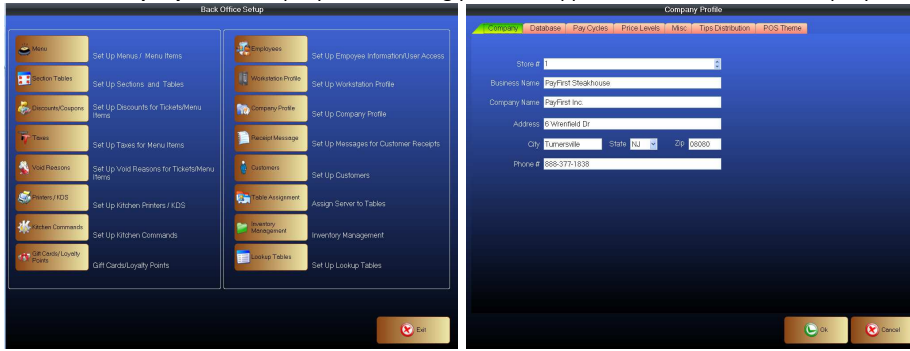 Back Office Setup
Menu
Set Up Menus / Menu Items
Section Tables
Set Up Sections and Tables
Discounts/Coupons
Set Up Discounts for Tickets/Menu
Items
Taxes
Set Up Taxes for Menu Items
Void Reasons
Set Up Void Reasons for Tickets/Menu
Items
Printers / KDS
Set Up Kitchen Printers / KDS
Kitchen Commands
Set Up Kitchen Commands
Gift Cards/Loyalty
Points
Gift Cards/Loyalty Points
Employees
Set Up Empoyee Information/User Access
Workstation Profile
Set Up Workstation Profile
Company Profile
Set Up Company Profile
Receipt Message
Set Up Messages for Customer Receipts
Customers
Set Up Customers
Table Assignment
Assign Server to Tables
Inventory
Management
Inventory Management
Lookup Tables
Set Up Lookup Tables
Exit
Company Profile
Company Database Pay Cycles Price Levels Misc Tips Distribution POS Theme
Store # 1
Business Name PayFirst Steakhouse
Company Name PayFirst Inc.
Address 6 Wrenfield Dr
City Turnersville State NJ Zip 08080
Phone # 888-377-1838
Ok Cancel